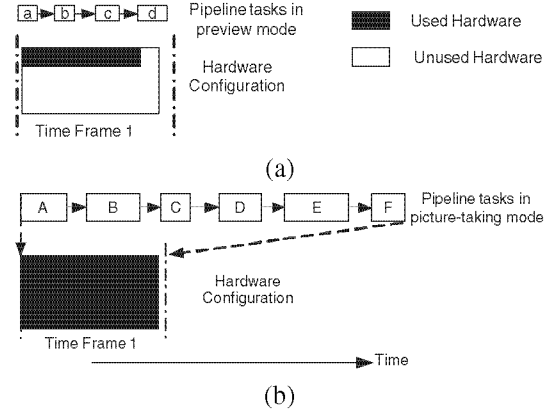 a b c d
Pipeline tasks in
preview mode
Used Hardware
Unused Hardware
Hardware
Configuration
Time Frame 1
(a)
A B C D E F
Pipeline tasks in
picture-taking mode
Hardware
Configuration
Time Frame 1
Time
(b)